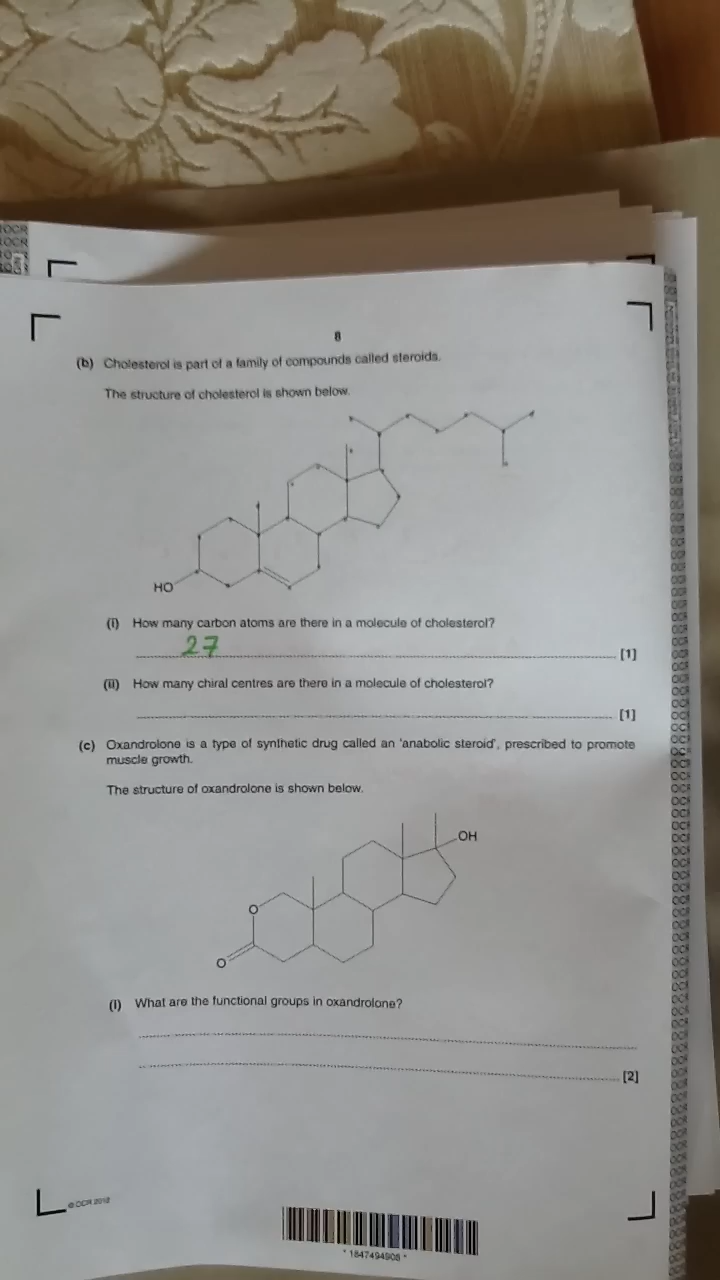 OCR
OCR
8
(b) Cholesterol is part of a family of compounds called steroids.
The structure of cholesterol is shown below.
HO
(i) How many carbon atoms are there in a molecule of cholesterol?
27
[1]
(ii) How many chiral centres are there in a molecule of cholesterol?
[1]
(c) Oxandrolone is a type of synthetic drug called an 'anabolic steroid', prescribed to promote
muscle growth.
The structure of oxandrolone is shown below.
OH
O
O
(i) What are the functional groups in oxandrolone?
[2]
© OCR 2012